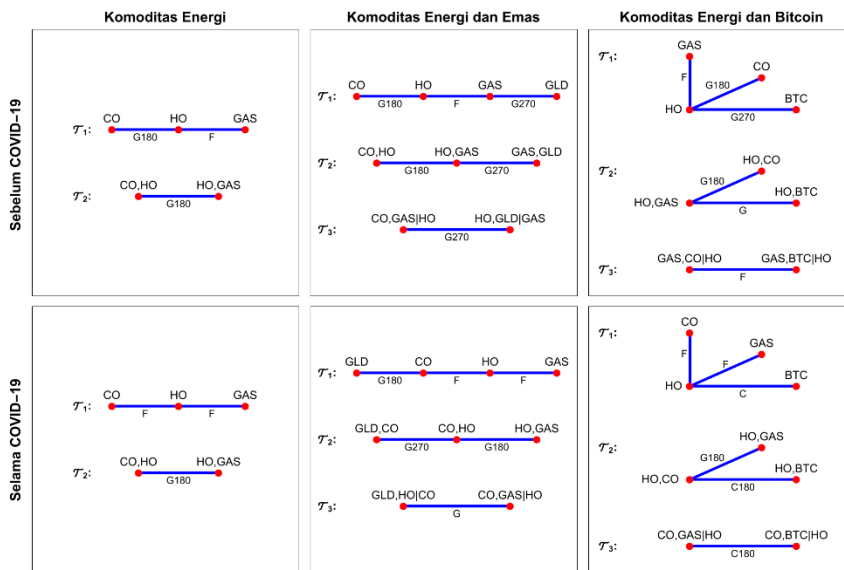 Komoditas Energi
Komoditas Energi dan Emas
Komoditas Energi dan Bitcoin
Sebelum COVID−19
𝒯₁:
CO HO GAS
G180 F
𝒯₂:
CO,HO HO,GAS
G180
𝒯₁:
CO HO GAS GLD
G180 F G270
𝒯₂:
CO,HO HO,GAS GAS,GLD
G180 G270
𝒯₃:
CO,GAS|HO HO,GLD|GAS
G270
𝒯₁:
GAS
CO
F G180
HO BTC
G270
𝒯₂:
HO,CO
G180
HO,GAS HO,BTC
G
𝒯₃:
GAS,CO|HO GAS,BTC|HO
F
Selama COVID−19
𝒯₁:
CO HO GAS
F F
𝒯₂:
CO,HO HO,GAS
G180
𝒯₁:
GLD CO HO GAS
G180 F F
𝒯₂:
GLD,CO CO,HO HO,GAS
G270 G180
𝒯₃:
GLD,HO|CO CO,GAS|HO
G
𝒯₁:
CO
GAS
F F
HO BTC
C
𝒯₂:
HO,GAS
G180
HO,CO HO,BTC
C180
𝒯₃:
CO,GAS|HO CO,BTC|HO
C180